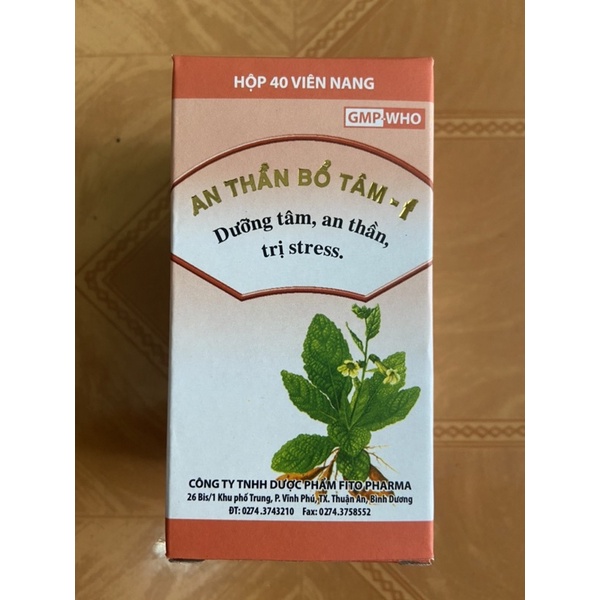 HỘP 40 VIÊN NANG
GMP-WHO
AN THẦN BỔ TÂM - f
Dưỡng tâm, an thần,
trị stress.
CÔNG TY TNHH DƯỢC PHẨM FITO PHARMA
26 Bis/1 Khu phố Trung, P. Vĩnh Phú, TX. Thuận An, Bình Dương
ĐT: 0274.3743210 Fax: 0274.3758552